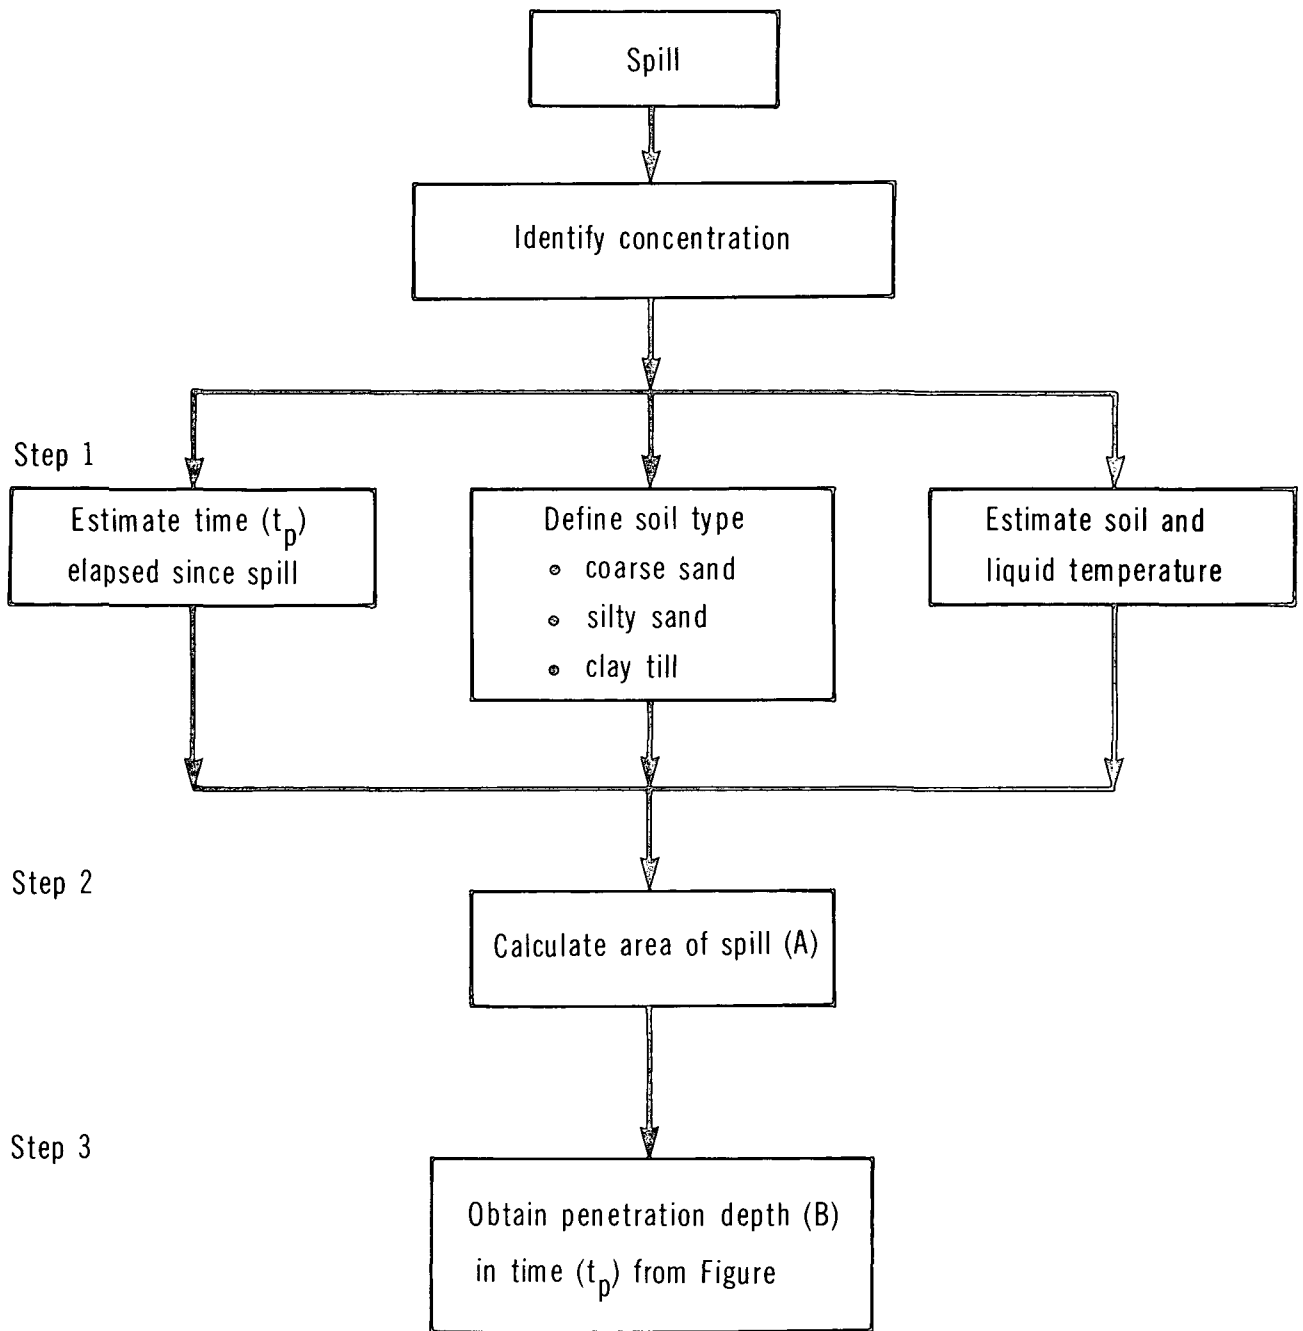 Spill
Identify concentration
Step 1
Estimate time (tp)
elapsed since spill
Define soil type
• coarse sand
• silty sand
• clay till
Estimate soil and
liquid temperature
Step 2
Calculate area of spill (A)
Step 3
Obtain penetration depth (B)
in time (tp) from Figure